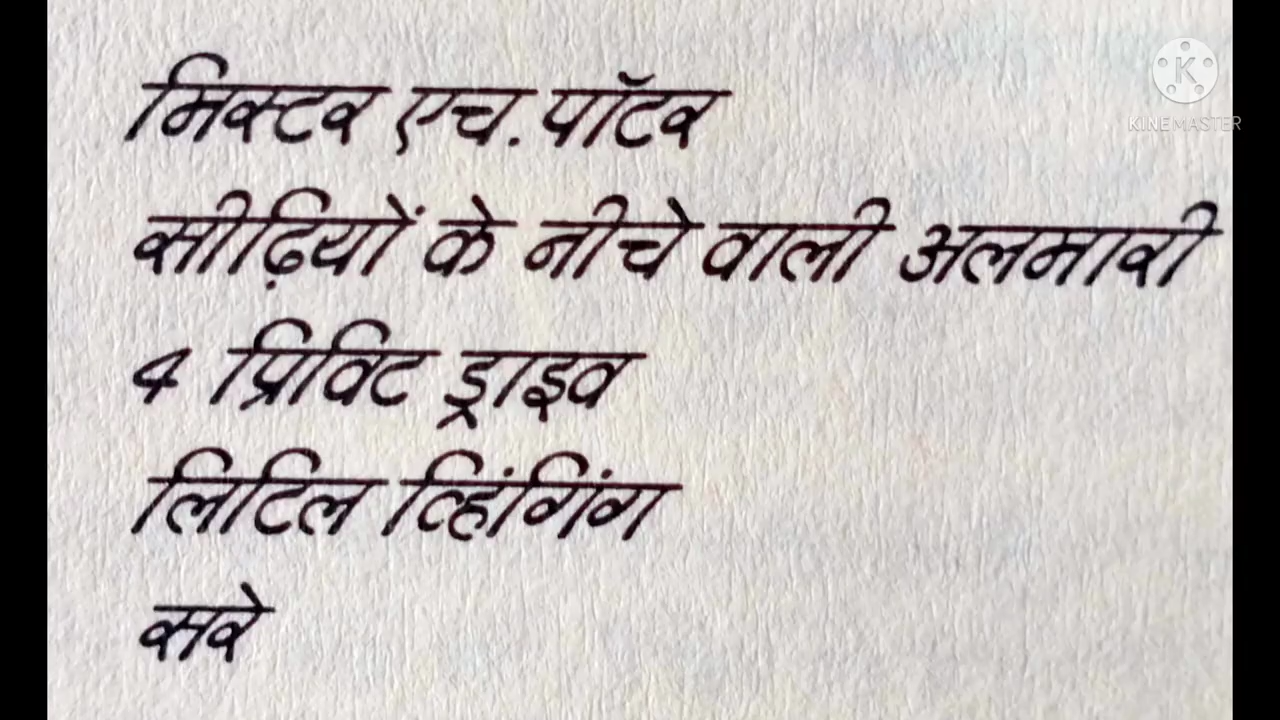 मिस्टर एच. पॉटर
सीढ़ियों के नीचे वाली अलमारी
4 प्रिविट ड्राइव
लिटिल व्हिंगिंग
सरे
KINEMASTER